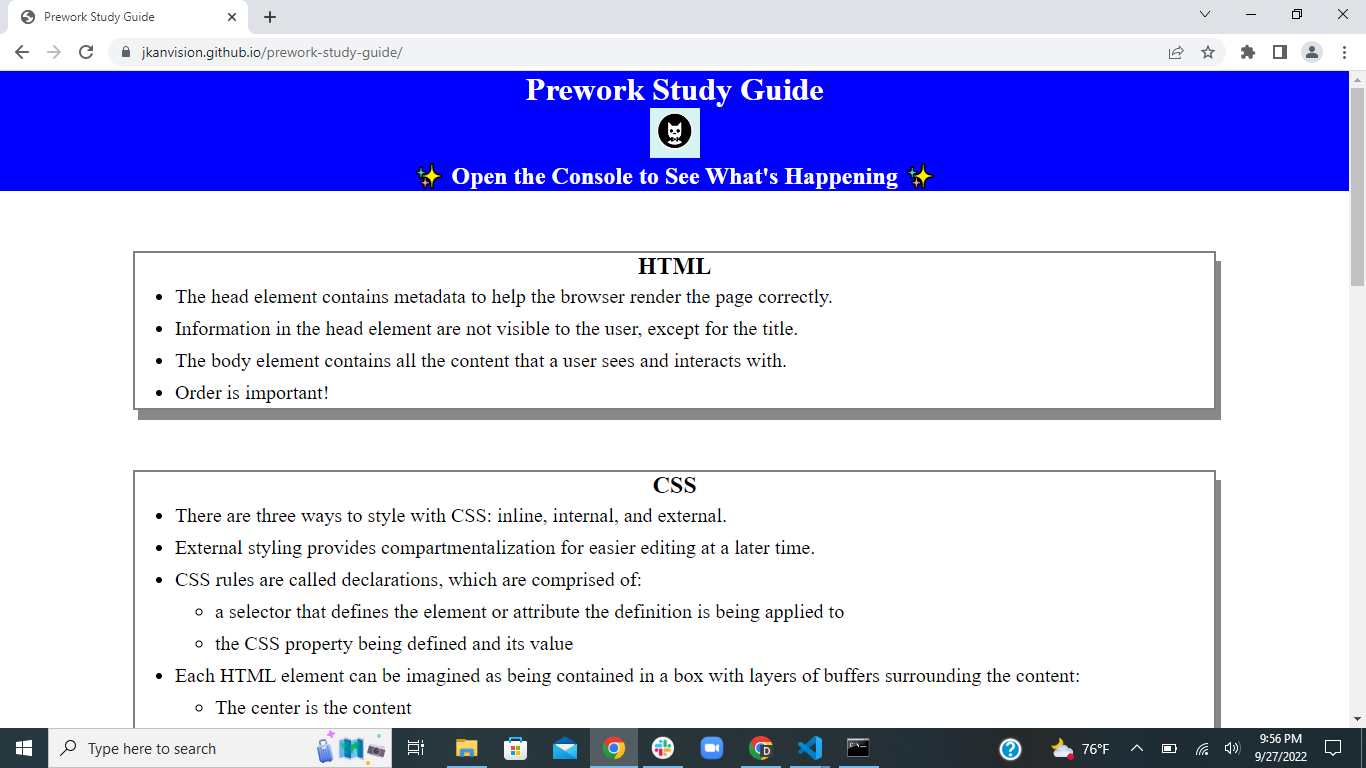 Prework Study Guide
jkanvision.github.io/prework-study-guide/
Prework Study Guide
✨ Open the Console to See What's Happening ✨
HTML
• The head element contains metadata to help the browser render the page correctly.
• Information in the head element are not visible to the user, except for the title.
• The body element contains all the content that a user sees and interacts with.
• Order is important!
CSS
• There are three ways to style with CSS: inline, internal, and external.
• External styling provides compartmentalization for easier editing at a later time.
• CSS rules are called declarations, which are comprised of:
◦ a selector that defines the element or attribute the definition is being applied to
◦ the CSS property being defined and its value
• Each HTML element can be imagined as being contained in a box with layers of buffers surrounding the content:
◦ The center is the content
Type here to search
D
76°F
9:56 PM
9/27/2022